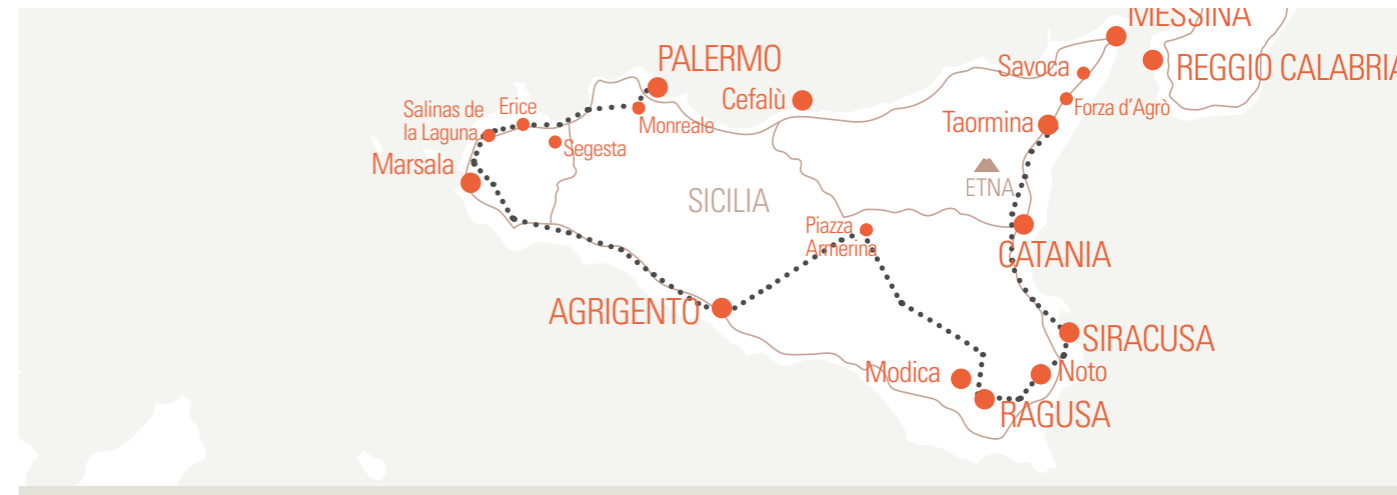 MESSINA
PALERMO
Savoca
REGGIO CALABRIA
Cefalù
Salinas de
la Laguna
Erice
Forza d'Agrò
Monreale
Taormina
Segesta
Marsala
ETNA
SICILIA
Piazza
Armerina
CATANIA
AGRIGENTO
SIRACUSA
Modica
Noto
RAGUSA